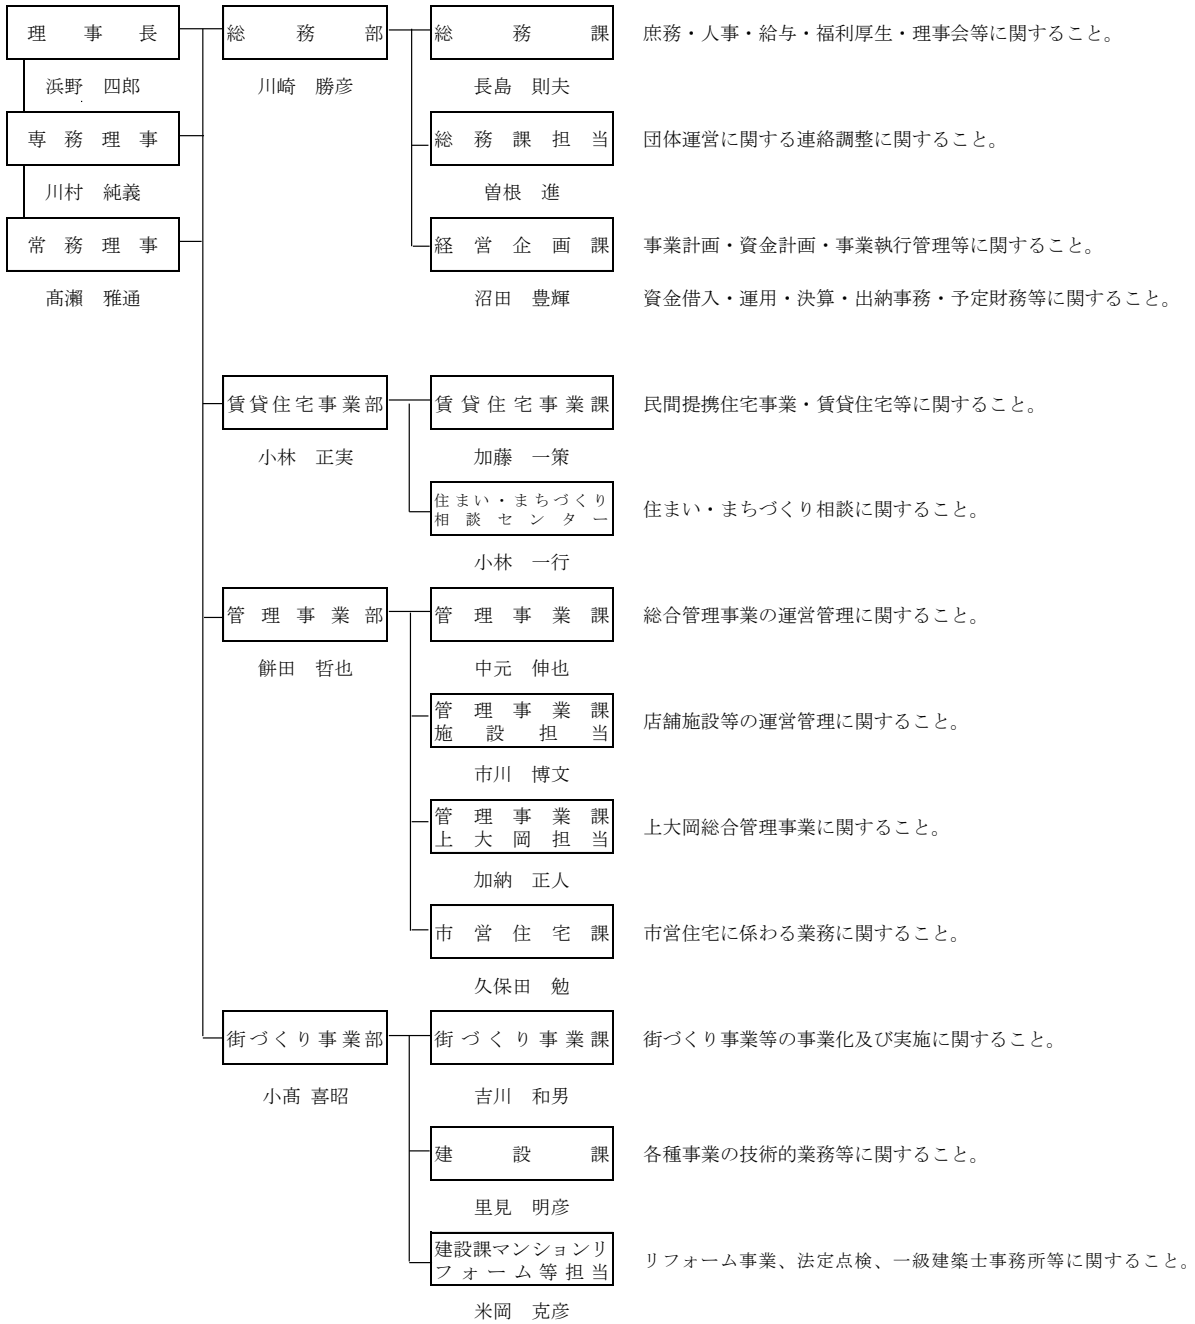 理事長
浜野 四郎
専務理事
川村 純義
常務理事
髙瀬 雅通
総務部
川崎 勝彦
総務課
庶務・人事・給与・福利厚生・理事会等に関すること。
長島 則夫
総務課担当
団体運営に関する連絡調整に関すること。
曽根 進
経営企画課
事業計画・資金計画・事業執行管理等に関すること。
沼田 豊輝
資金借入・運用・決算・出納事務・予定財務等に関すること。
賃貸住宅事業部
小林 正実
賃貸住宅事業課
民間提携住宅事業・賃貸住宅等に関すること。
加藤 一策
住まい・まちづくり
相談センター
住まい・まちづくり相談に関すること。
小林 一行
管理事業部
餅田 哲也
管理事業課
総合管理事業の運営管理に関すること。
中元 伸也
管理事業課
施設担当
店舗施設等の運営管理に関すること。
市川 博文
管理事業課
上大岡担当
上大岡総合管理事業に関すること。
加納 正人
市営住宅課
市営住宅に係わる業務に関すること。
久保田 勉
街づくり事業部
小髙 喜昭
街づくり事業課
街づくり事業等の事業化及び実施に関すること。
吉川 和男
建設課
各種事業の技術的業務等に関すること。
里見 明彦
建設課マンションリ
フォーム等担当
リフォーム事業、法定点検、一級建築士事務所等に関すること。
米岡 克彦